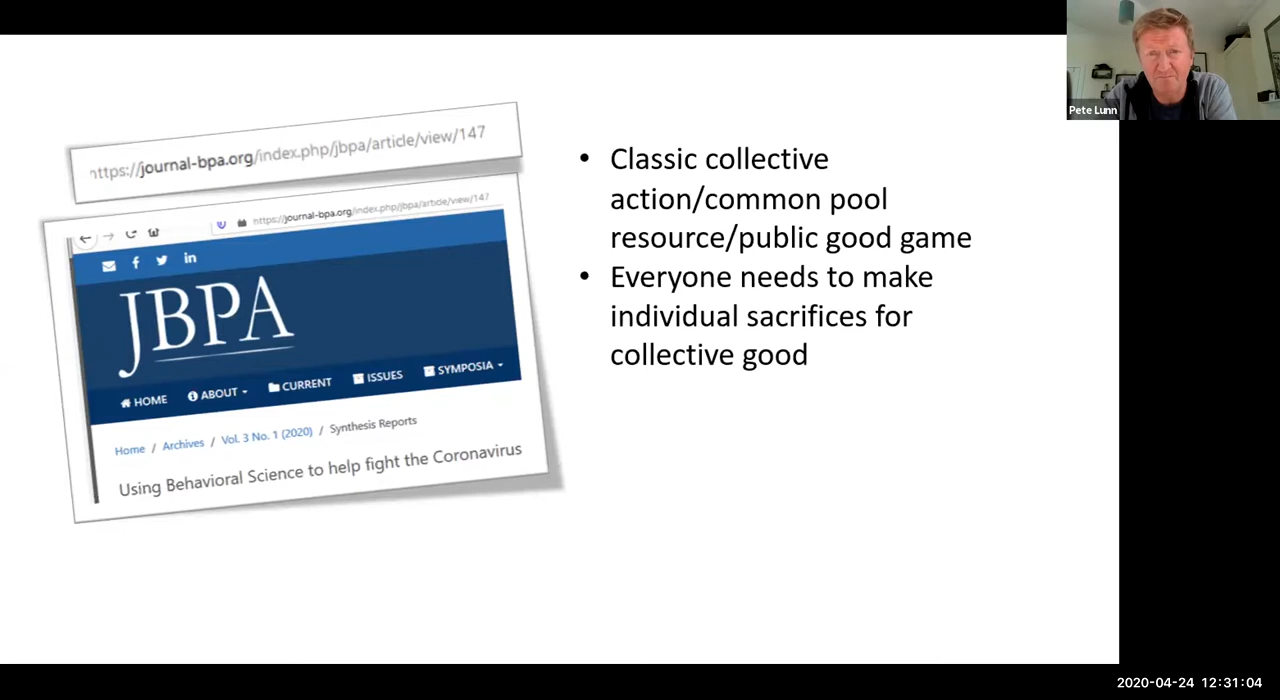 Pete Lunn
https://journal-bpa.org/index.php/jbpa/article/view/147
https://journal-bpa.org/index.php/jbpa/article/view/147
JBPA
HOME ABOUT CURRENT ISSUES SYMPOSIA
Home / Archives / Vol. 3 No. 1 (2020) / Synthesis Reports
Using Behavioral Science to help fight the Coronavirus
• Classic collective
action/common pool
resource/public good game
• Everyone needs to make
individual sacrifices for
collective good
2020-04-24 12:31:04